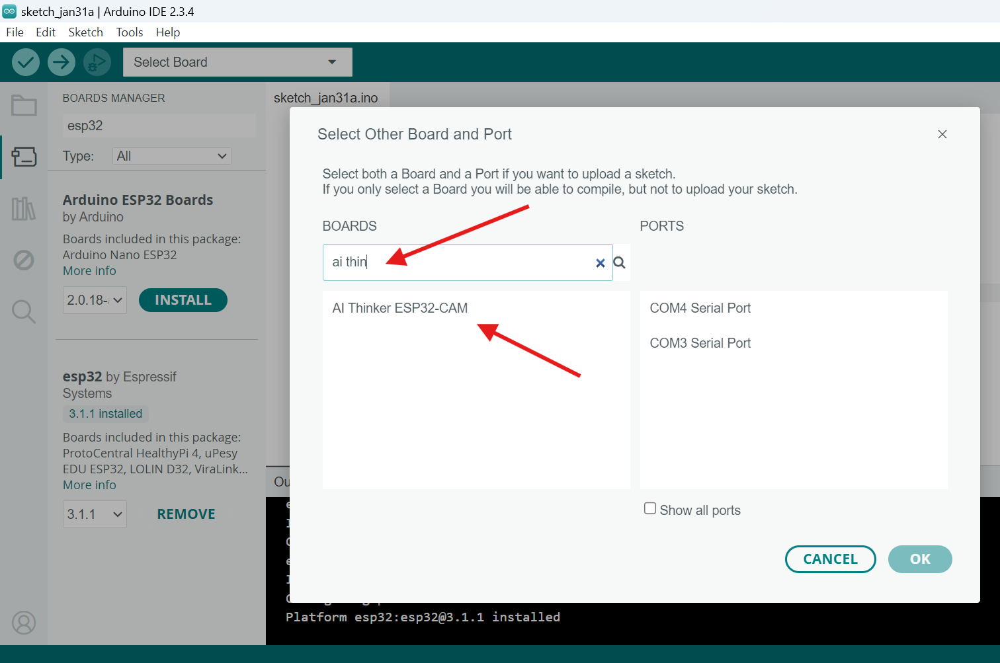 sketch_jan31a | Arduino IDE 2.3.4
File Edit Sketch Tools Help
Select Board
BOARDS MANAGER
esp32
Type: All
Arduino ESP32 Boards
by Arduino
Boards included in this package:
Arduino Nano ESP32
More info
2.0.18- INSTALL
esp32 by Espressif
Systems
3.1.1 installed
Boards included in this package:
ProtoCentral HealthyPi 4, uPesy
EDU ESP32, LOLIN D32, ViraLink...
More info
3.1.1 REMOVE
sketch_jan31a.ino
Select Other Board and Port
Select both a Board and a Port if you want to upload a sketch.
If you only select a Board you will be able to compile, but not to upload your sketch.
BOARDS
ai thin
AI Thinker ESP32-CAM
PORTS
COM4 Serial Port
COM3 Serial Port
Show all ports
CANCEL OK
Platform esp32:esp32@3.1.1 installed